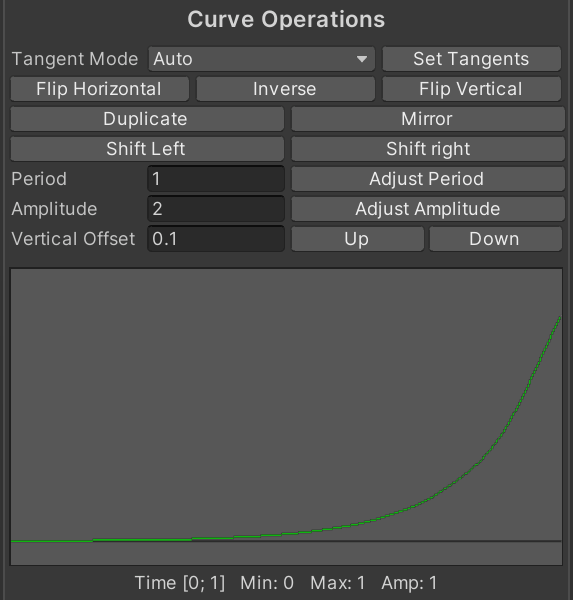 Curve Operations
Tangent Mode Auto Set Tangents
Flip Horizontal Inverse Flip Vertical
Duplicate Mirror
Shift Left Shift right
Period 1 Adjust Period
Amplitude 2 Adjust Amplitude
Vertical Offset 0.1 Up Down
Time [0; 1] Min: 0 Max: 1 Amp: 1